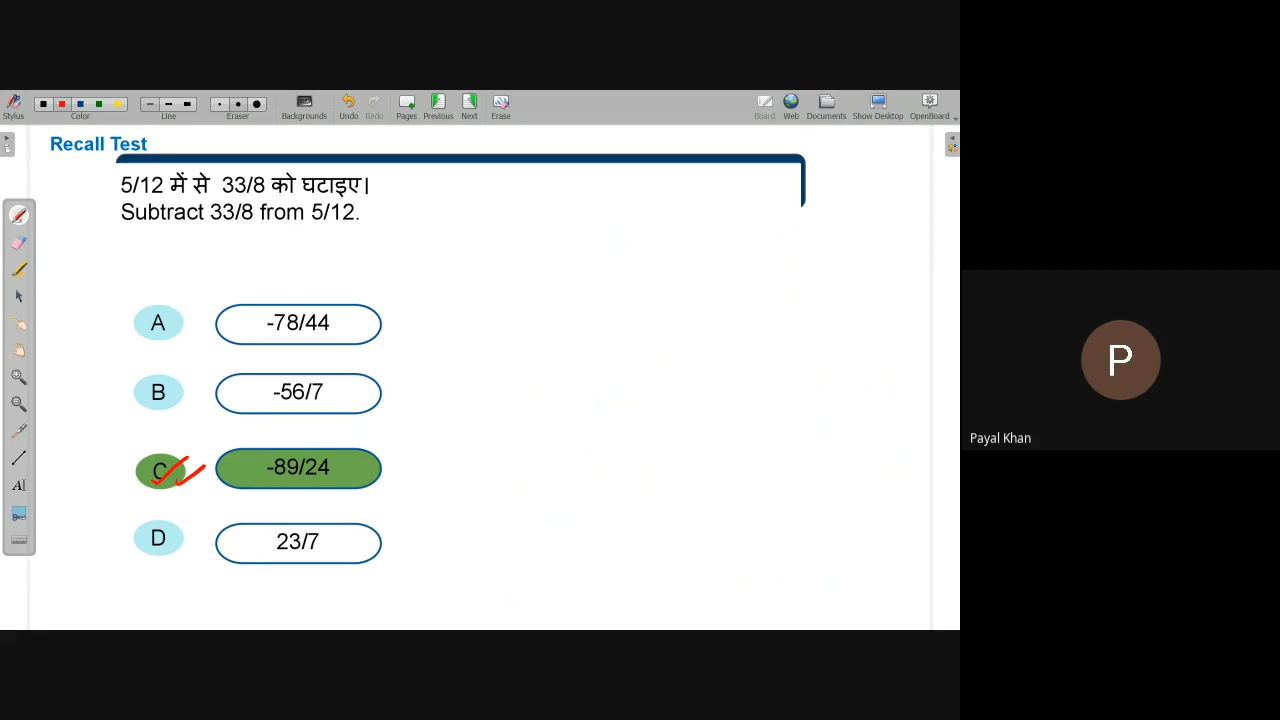 Stylus
Color
Line
Eraser
Backgrounds
Undo
Redo
Pages
Previous
Next
Erase
Board
Web
Documents
Show Desktop
OpenBoard
Recall Test
5/12 में से 33/8 को घटाइए।
Subtract 33/8 from 5/12.
A -78/44
B -56/7
C -89/24
D 23/7
P
Payal Khan